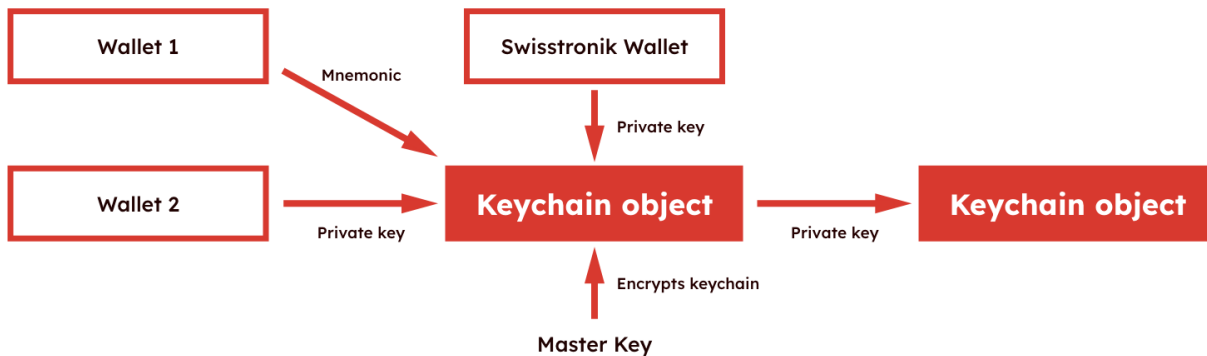 Wallet 1
Swisstronik Wallet
Mnemonic
Private key
Wallet 2
Keychain object
Keychain object
Private key
Private key
Encrypts keychain
Master Key